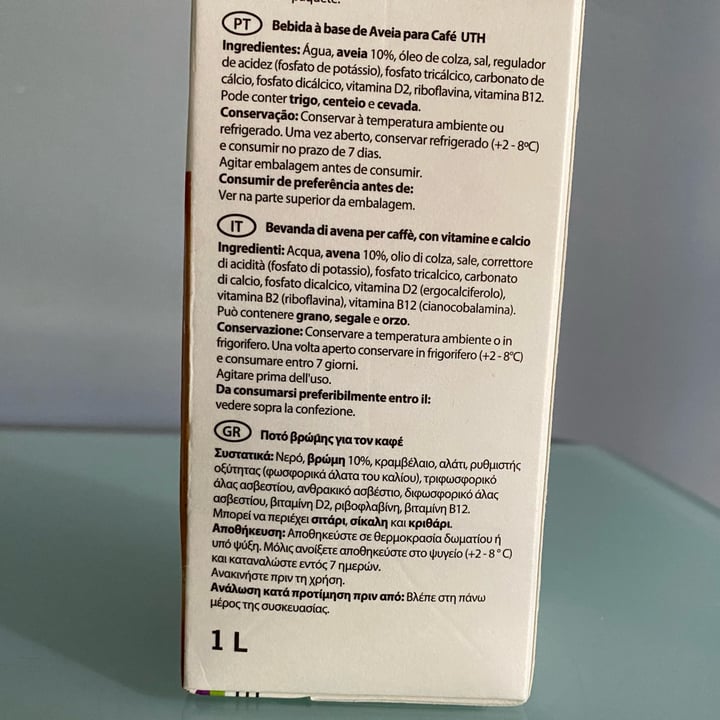 paquete.
PT Bebida à base de Aveia para Café UTH
Ingredientes: Água, aveia 10%, óleo de colza, sal, regulador
de acidez (fosfato de potássio), fosfato tricálcico, carbonato de
cálcio, fosfato dicálcico, vitamina D2, riboflavina, vitamina B12.
Pode conter trigo, centeio e cevada.
Conservação: Conservar à temperatura ambiente ou
refrigerado. Uma vez aberto, conservar refrigerado (+2 - 8ºC)
e consumir no prazo de 7 dias.
Agitar embalagem antes de consumir.
Consumir de preferência antes de:
Ver na parte superior da embalagem.
IT Bevanda di avena per caffè, con vitamine e calcio
Ingredienti: Acqua, avena 10%, olio di colza, sale, correttore
di acidità (fosfato di potassio), fosfato tricalcico, carbonato
di calcio, fosfato dicalcico, vitamina D2 (ergocalciferolo),
vitamina B2 (riboflavina), vitamina B12 (cianocobalamina).
Può contenere grano, segale e orzo.
Conservazione: Conservare a temperatura ambiente o in
frigorifero. Una volta aperto conservare in frigorifero (+2 - 8ºC)
e consumare entro 7 giorni.
Agitare prima dell'uso.
Da consumarsi preferibilmente entro il:
vedere sopra la confezione.
GR Ποτό βρώμης για τον καφέ
Συστατικά: Νερό, βρώμη 10%, κραμβέλαιο, αλάτι, ρυθμιστής
οξύτητας (φωσφορικά άλατα του καλίου), τριφωσφορικό
άλας ασβεστίου, ανθρακικό ασβέστιο, διφωσφορικό άλας
ασβεστίου, βιταμίνη D2, ριβοφλαβίνη, βιταμίνη B12.
Μπορεί να περιέχει σιτάρι, σίκαλη και κριθάρι.
Αποθήκευση: Αποθηκεύστε σε θερμοκρασία δωματίου ή
υπό ψύξη. Μόλις ανοίξετε αποθηκεύστε στο ψυγείο (+2 - 8 ° C)
και καταναλώστε εντός 7 ημερών.
Ανακινήστε πριν τη χρήση.
Ανάλωση κατά προτίμηση πριν από: Βλέπε στη πάνω
μέρος της συσκευασίας.
1 L